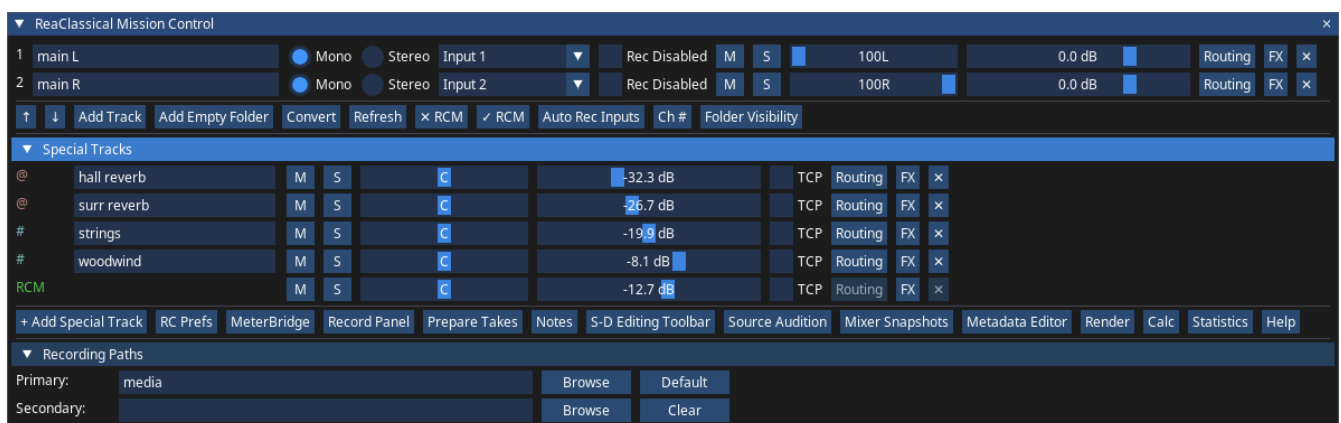 ▼ ReaClassical Mission Control ×
1 main L Mono Stereo Input 1 ▼ Rec Disabled M S 100L 0.0 dB Routing FX ×
2 main R Mono Stereo Input 2 ▼ Rec Disabled M S 100R 0.0 dB Routing FX ×
↑ ↓ Add Track Add Empty Folder Convert Refresh × RCM ✓ RCM Auto Rec Inputs Ch # Folder Visibility
▼ Special Tracks
@ hall reverb M S C -32.3 dB TCP Routing FX ×
@ surr reverb M S C -26.7 dB TCP Routing FX ×
# strings M S C -19.9 dB TCP Routing FX ×
# woodwind M S C -8.1 dB TCP Routing FX ×
RCM M S C -12.7 dB TCP Routing FX ×
+ Add Special Track RC Prefs MeterBridge Record Panel Prepare Takes Notes S-D Editing Toolbar Source Audition Mixer Snapshots Metadata Editor Render Calc Statistics Help
▼ Recording Paths
Primary: media Browse Default
Secondary: Browse Clear